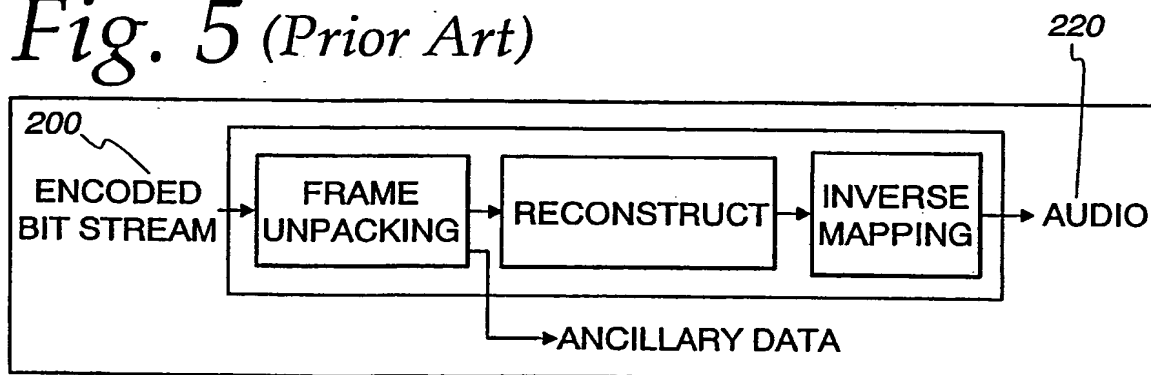 Fig. 5 (Prior Art)
220
200
ENCODED
BIT STREAM
FRAME
UNPACKING
RECONSTRUCT
INVERSE
MAPPING
AUDIO
ANCILLARY DATA